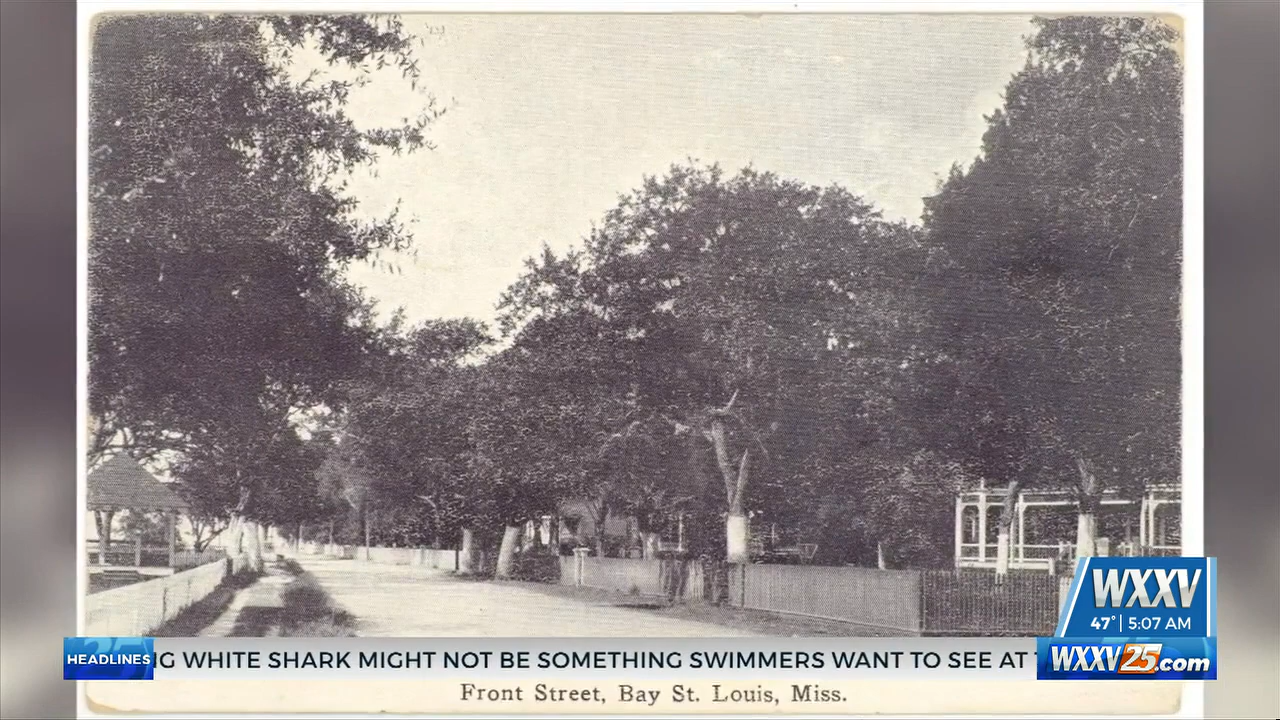 WXXV
47° | 5:07 AM
HEADLINES
NG WHITE SHARK MIGHT NOT BE SOMETHING SWIMMERS WANT TO SEE AT
WXXV25.com
Front Street, Bay St. Louis, Miss.